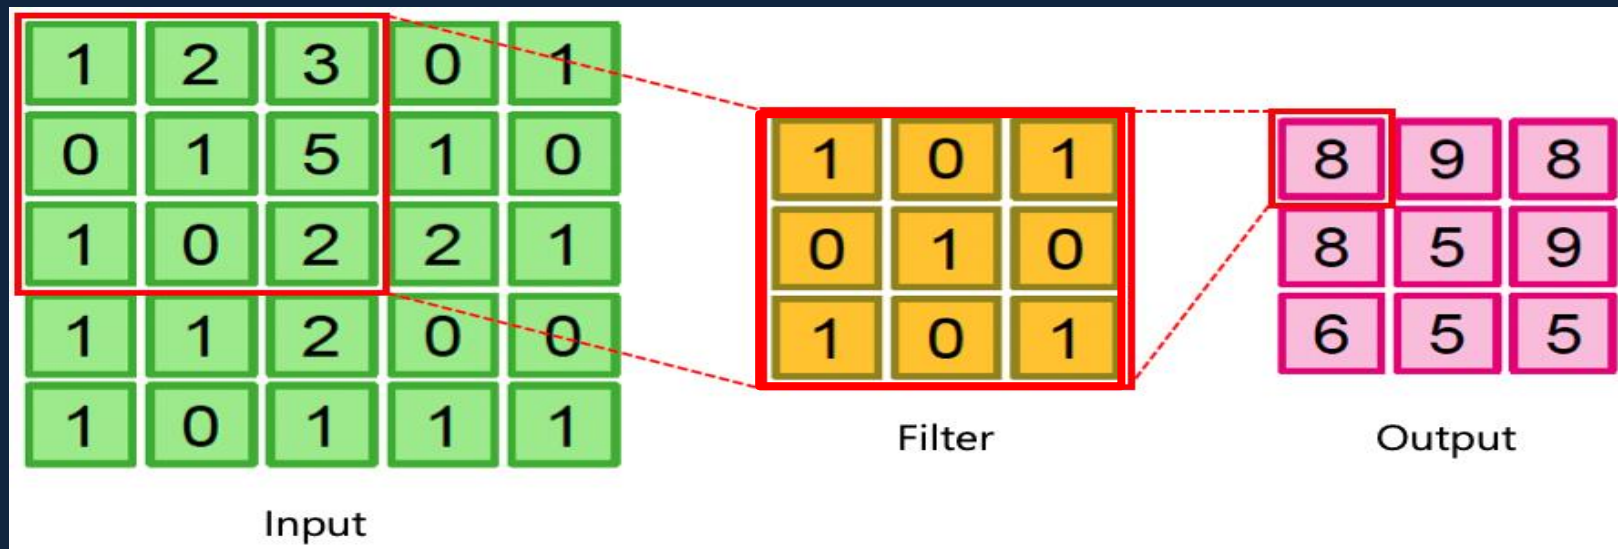 1 2 3 0 1
0 1 5 1 0
1 0 2 2 1
1 1 2 0 0
1 0 1 1 1
Input
1 0 1
0 1 0
1 0 1
Filter
8 9 8
8 5 9
6 5 5
Output